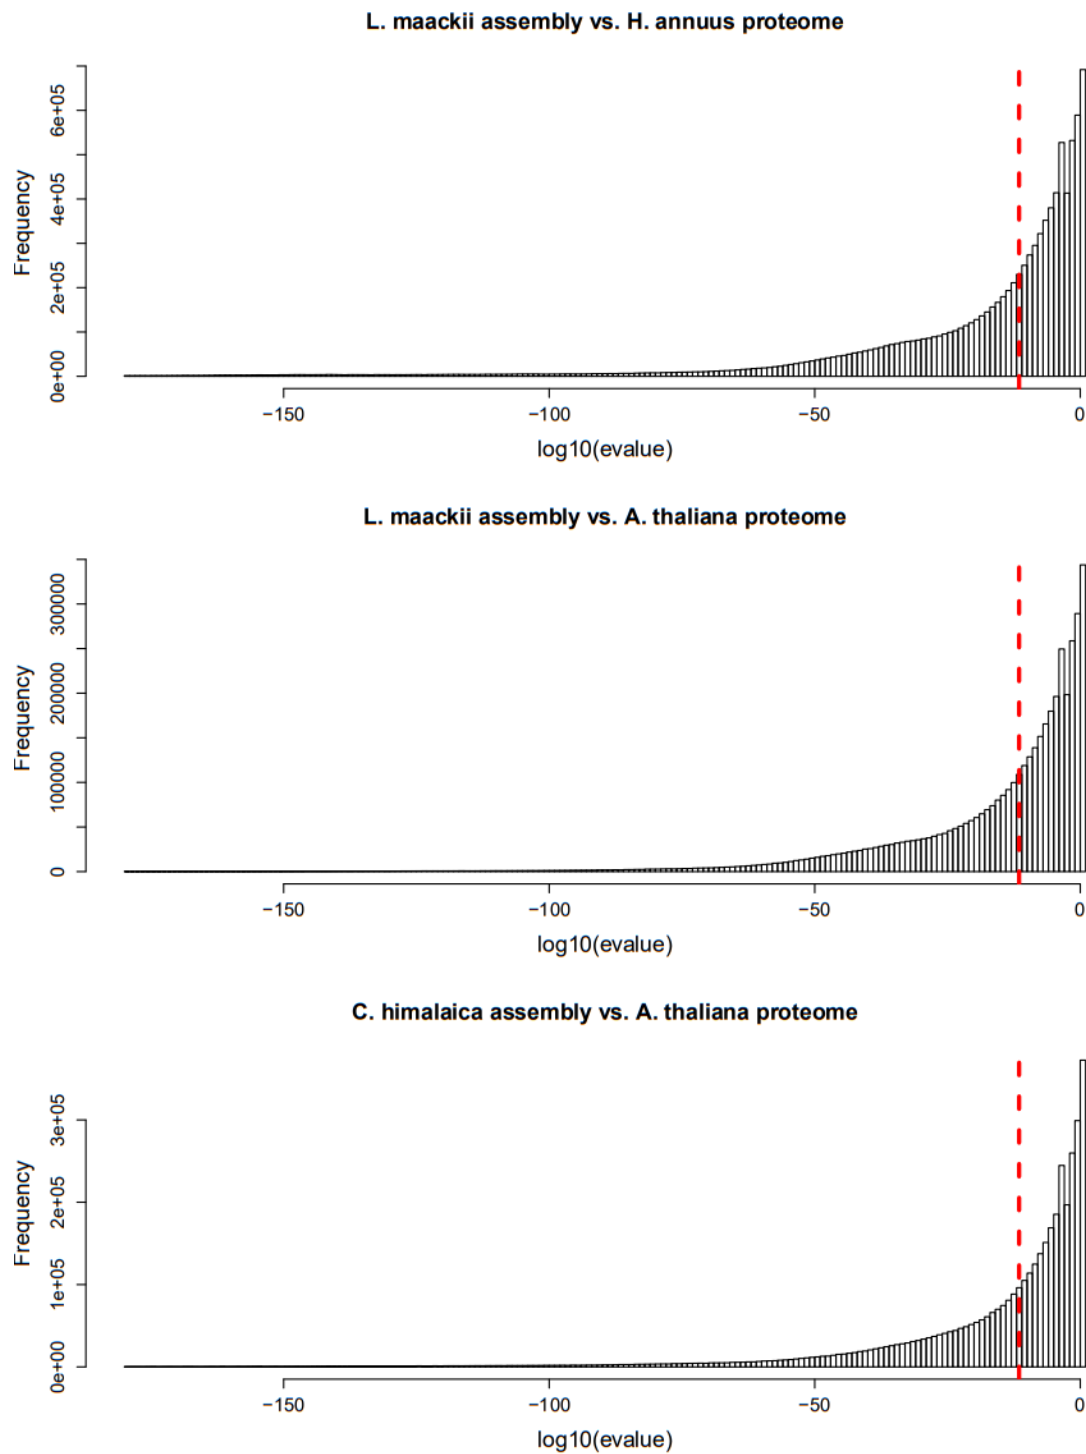 L. maackii assembly vs. H. annuus proteome
Frequency
6e+05
4e+05
2e+05
0e+00
−150 −100 −50 0
log10(evalue)
L. maackii assembly vs. A. thaliana proteome
Frequency
300000
200000
100000
0
−150 −100 −50 0
log10(evalue)
C. himalaica assembly vs. A. thaliana proteome
Frequency
3e+05
2e+05
1e+05
0e+00
−150 −100 −50 0
log10(evalue)